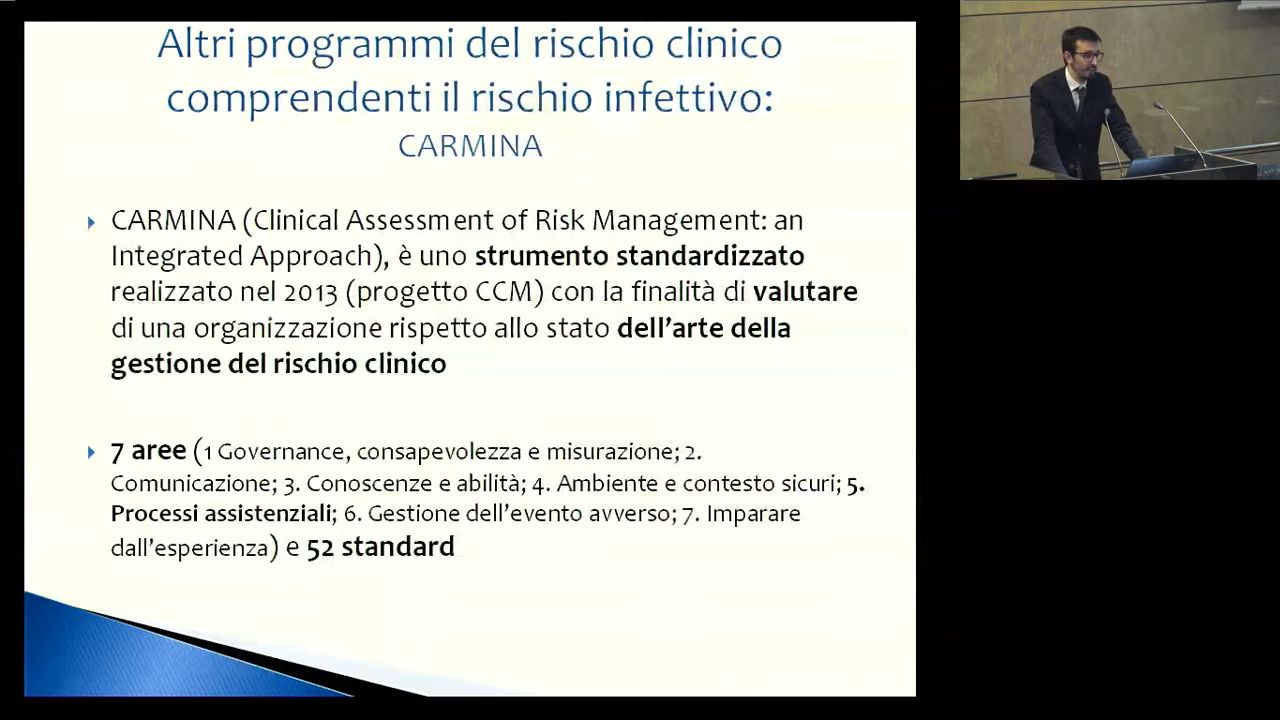 Altri programmi del rischio clinico
comprendenti il rischio infettivo:
CARMINA
CARMINA (Clinical Assessment of Risk Management: an
Integrated Approach), è uno strumento standardizzato
realizzato nel 2013 (progetto CCM) con la finalità di valutare
di una organizzazione rispetto allo stato dell’arte della
gestione del rischio clinico
7 aree (1 Governance, consapevolezza e misurazione; 2.
Comunicazione; 3. Conoscenze e abilità; 4. Ambiente e contesto sicuri; 5.
Processi assistenziali; 6. Gestione dell’evento avverso; 7. Imparare
dall’esperienza) e 52 standard